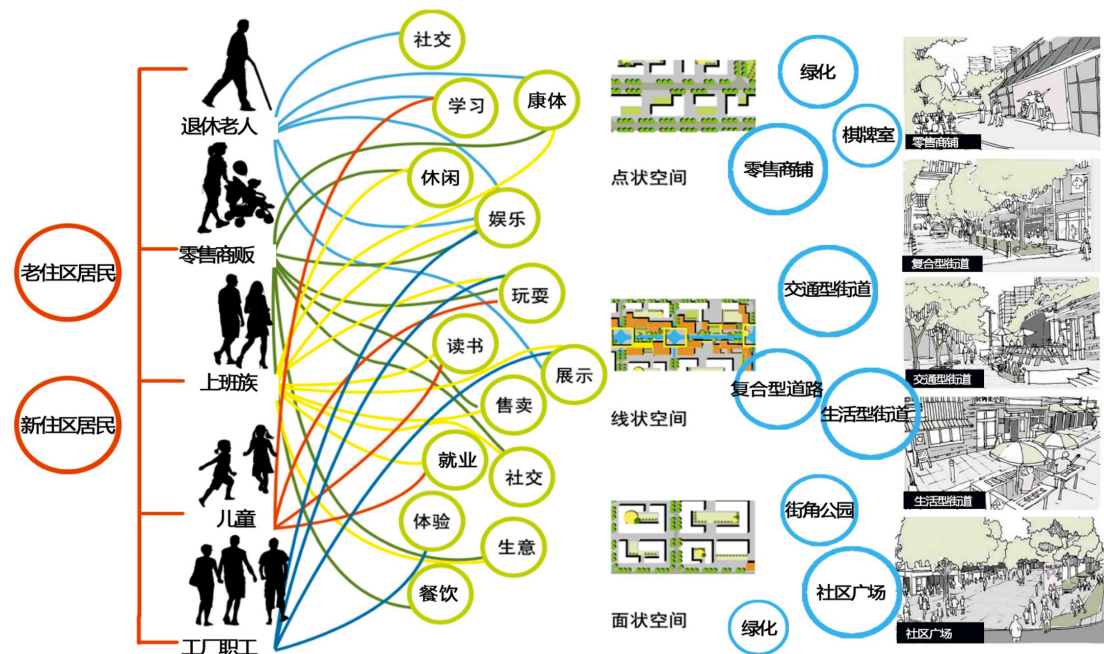 老住区居民
新住区居民
退休老人
零售商贩
上班族
儿童
工厂职工
社交
学习
康体
休闲
娱乐
玩耍
读书
展示
售卖
就业
社交
体验
生意
餐饮
点状空间
线状空间
面状空间
绿化
棋牌室
零售商铺
交通型街道
复合型道路
生活型街道
街角公园
社区广场
绿化
零售商铺
复合型街道
交通型街道
生活型街道
社区广场